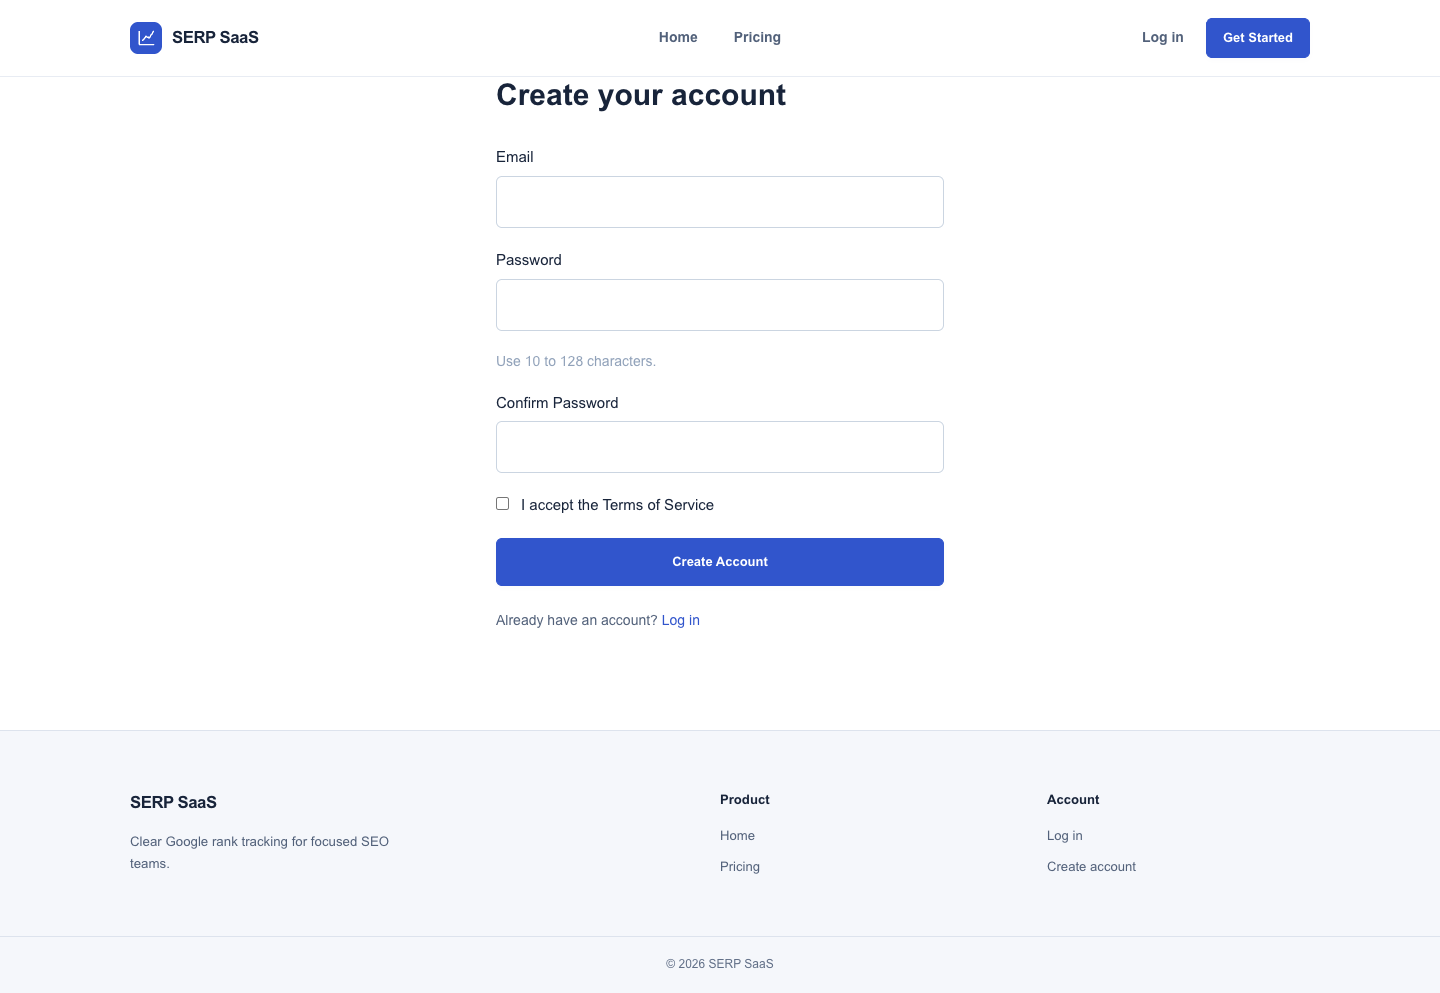 SERP SaaS
Home
Pricing
Log in
Get Started
Create your account
Email
Password
Use 10 to 128 characters.
Confirm Password
I accept the Terms of Service
Create Account
Already have an account? Log in
SERP SaaS
Clear Google rank tracking for focused SEO
teams.
Product
Home
Pricing
Account
Log in
Create account
© 2026 SERP SaaS